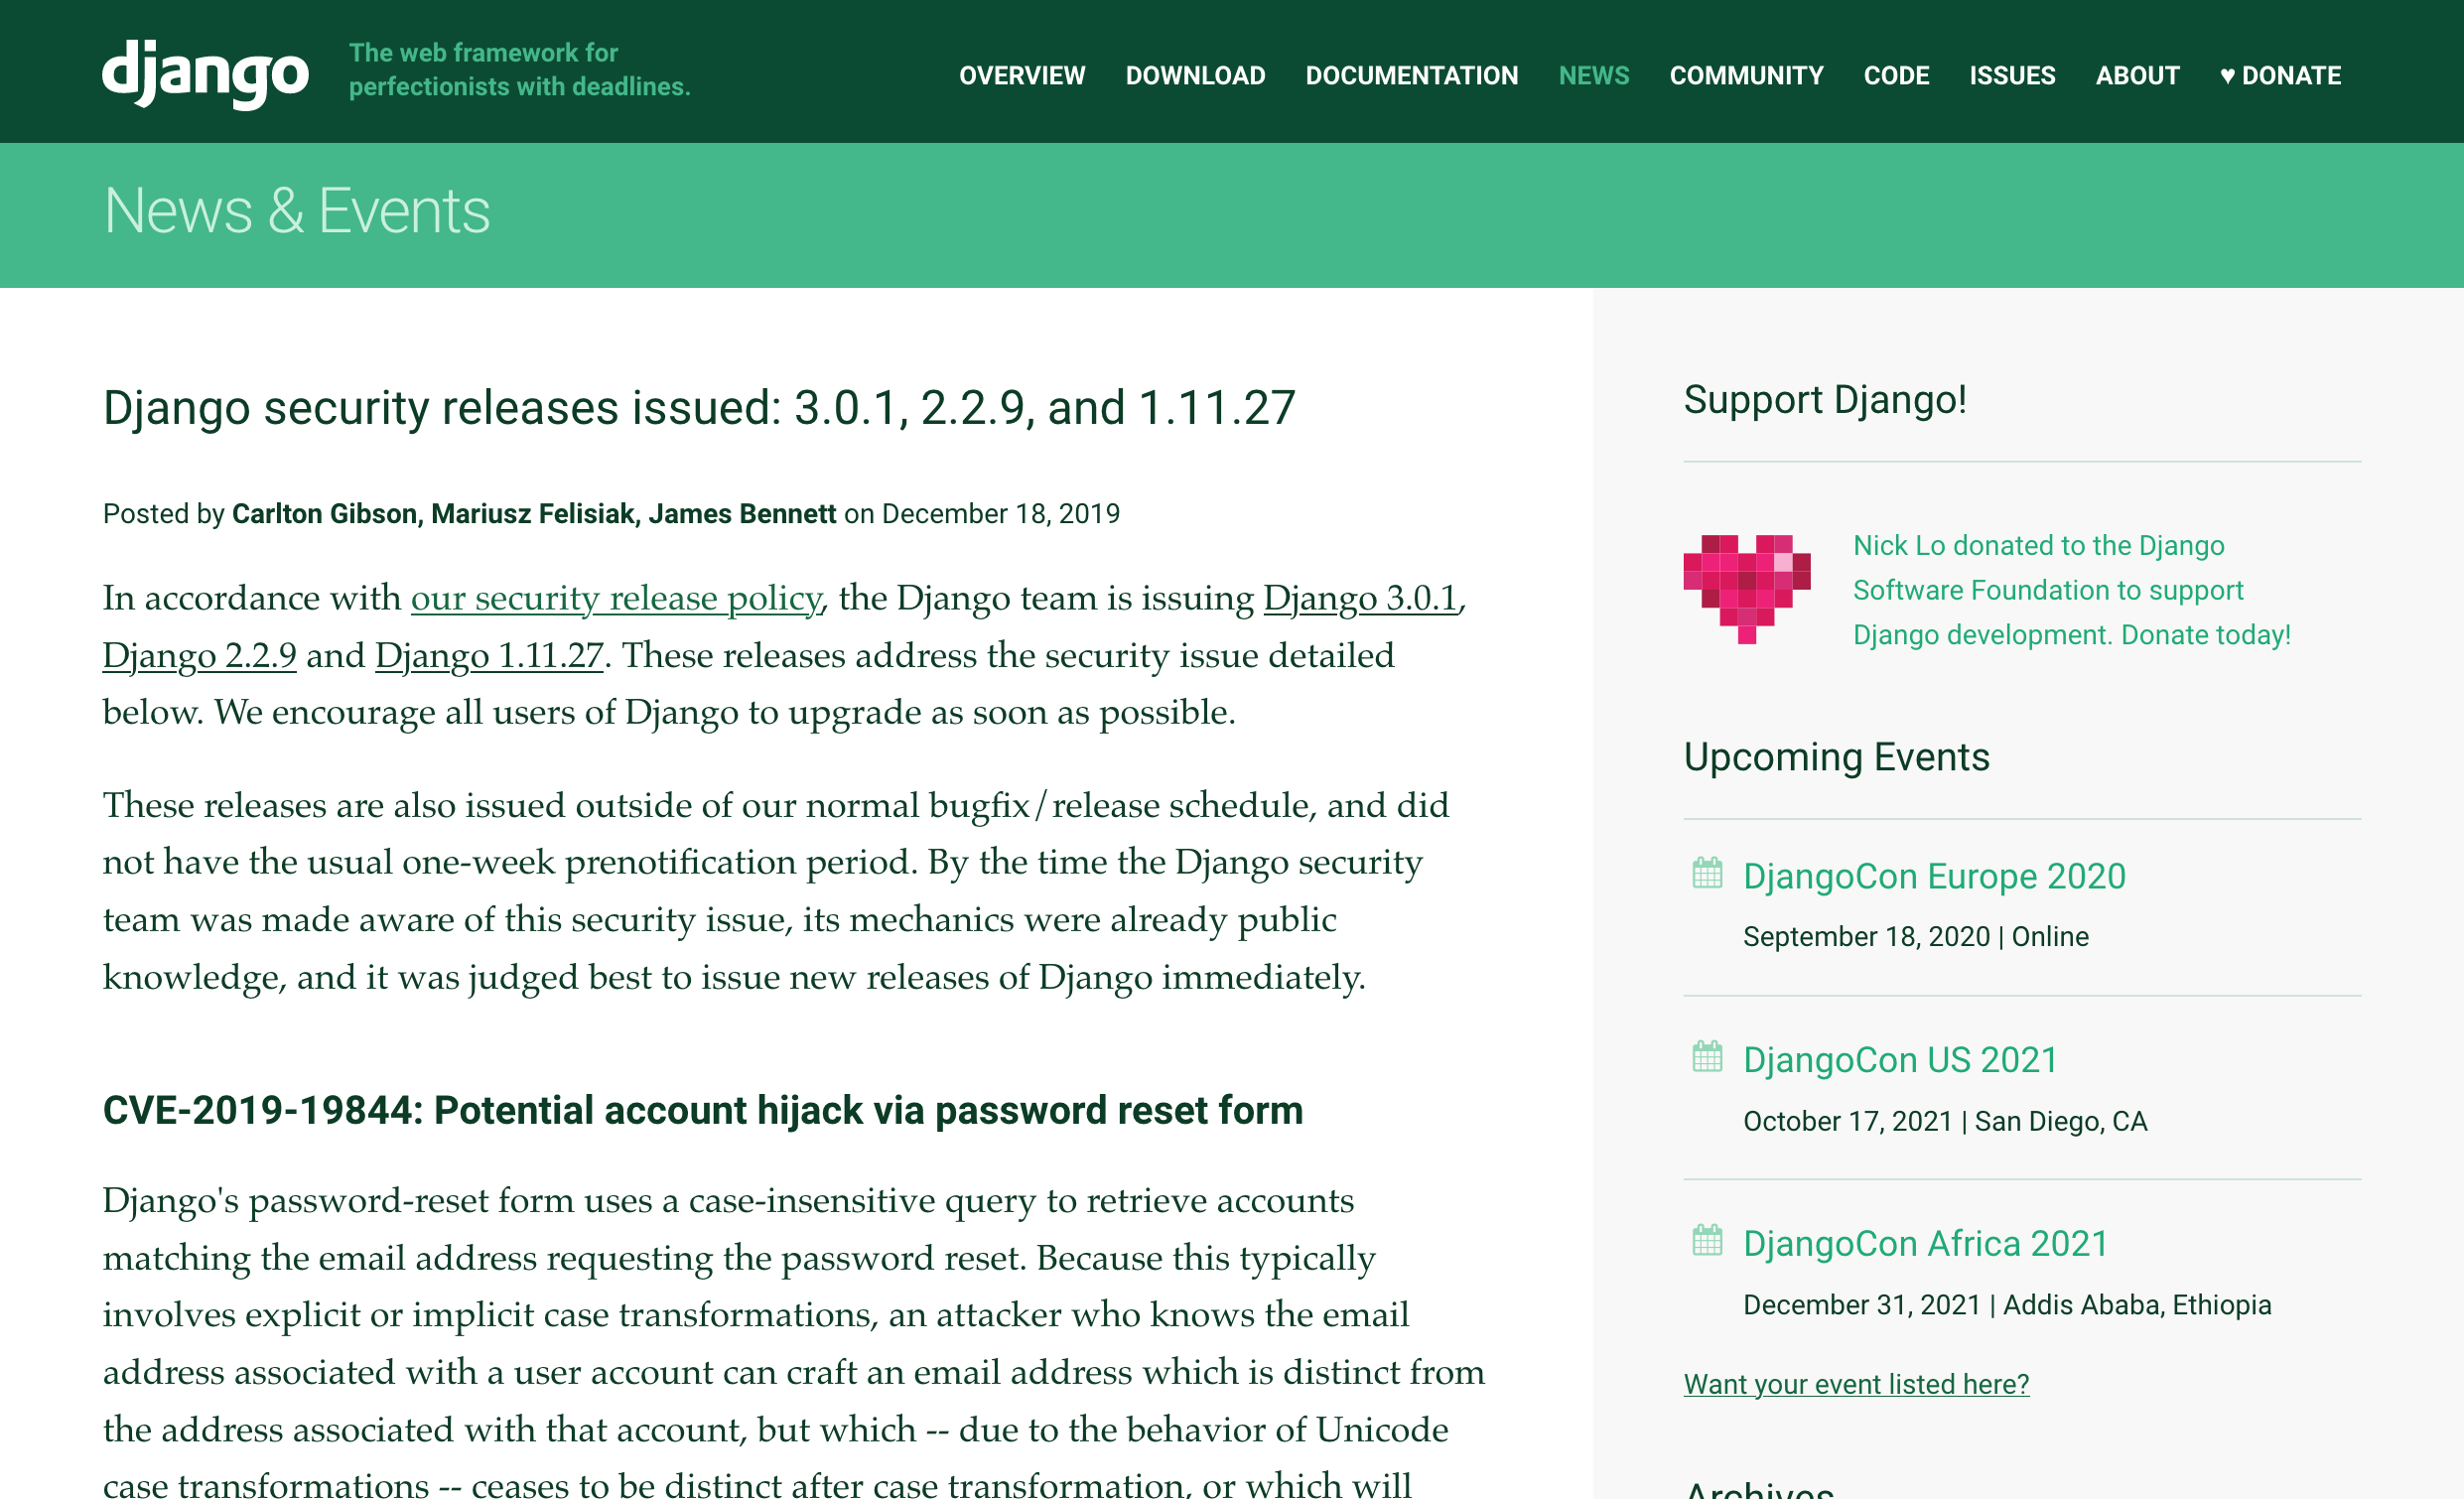 django
The web framework for
perfectionists with deadlines.
OVERVIEW DOWNLOAD DOCUMENTATION NEWS COMMUNITY CODE ISSUES ABOUT ♥ DONATE
News & Events
Django security releases issued: 3.0.1, 2.2.9, and 1.11.27
Posted by Carlton Gibson, Mariusz Felisiak, James Bennett on December 18, 2019
In accordance with our security release policy, the Django team is issuing Django 3.0.1,
Django 2.2.9 and Django 1.11.27. These releases address the security issue detailed
below. We encourage all users of Django to upgrade as soon as possible.
These releases are also issued outside of our normal bugfix/release schedule, and did
not have the usual one-week prenotification period. By the time the Django security
team was made aware of this security issue, its mechanics were already public
knowledge, and it was judged best to issue new releases of Django immediately.
CVE-2019-19844: Potential account hijack via password reset form
Django's password-reset form uses a case-insensitive query to retrieve accounts
matching the email address requesting the password reset. Because this typically
involves explicit or implicit case transformations, an attacker who knows the email
address associated with a user account can craft an email address which is distinct from
the address associated with that account, but which -- due to the behavior of Unicode
case transformations -- ceases to be distinct after case transformation, or which will
Support Django!
Nick Lo donated to the Django
Software Foundation to support
Django development. Donate today!
Upcoming Events
DjangoCon Europe 2020
September 18, 2020 | Online
DjangoCon US 2021
October 17, 2021 | San Diego, CA
DjangoCon Africa 2021
December 31, 2021 | Addis Ababa, Ethiopia
Want your event listed here?
Archives